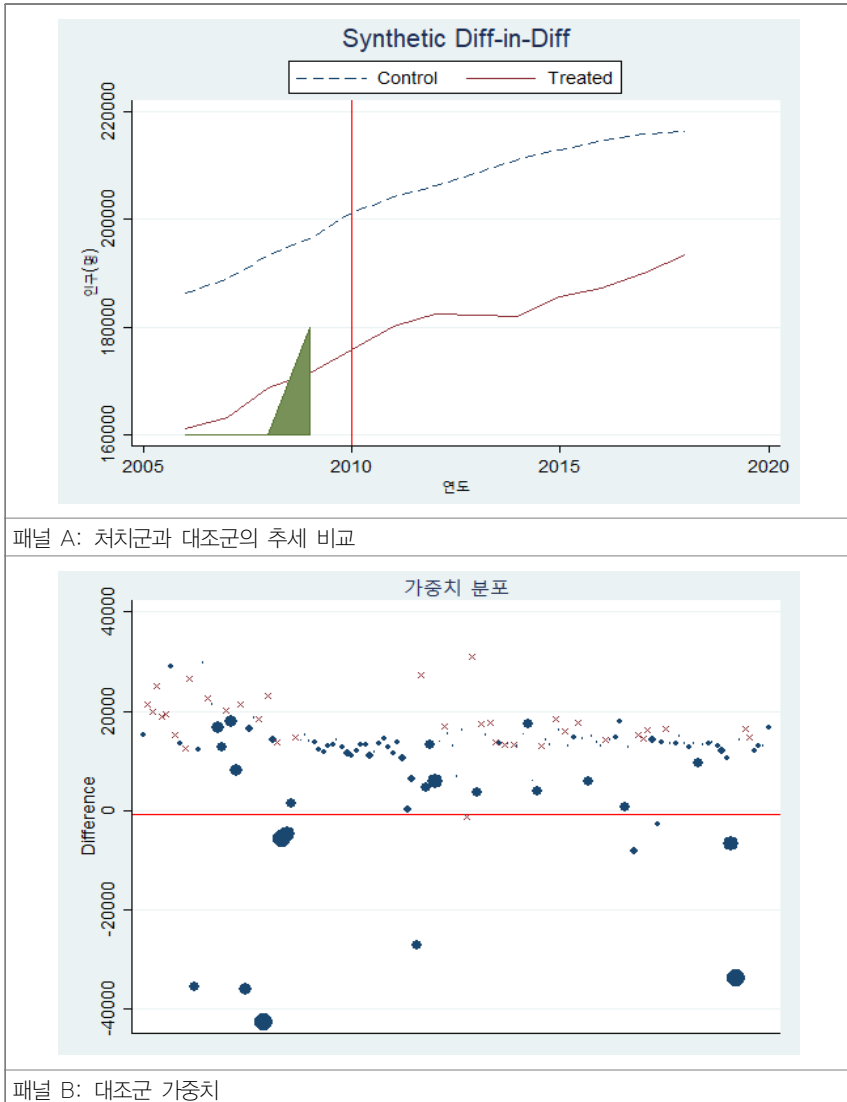 Synthetic Diff-in-Diff
Control Treated
인구(명)
220000
200000
180000
160000
2005 2010 2015 2020
연도
패널 A: 처치군과 대조군의 추세 비교
가중치 분포
Difference
40000
20000
0
-20000
-40000
패널 B: 대조군 가중치